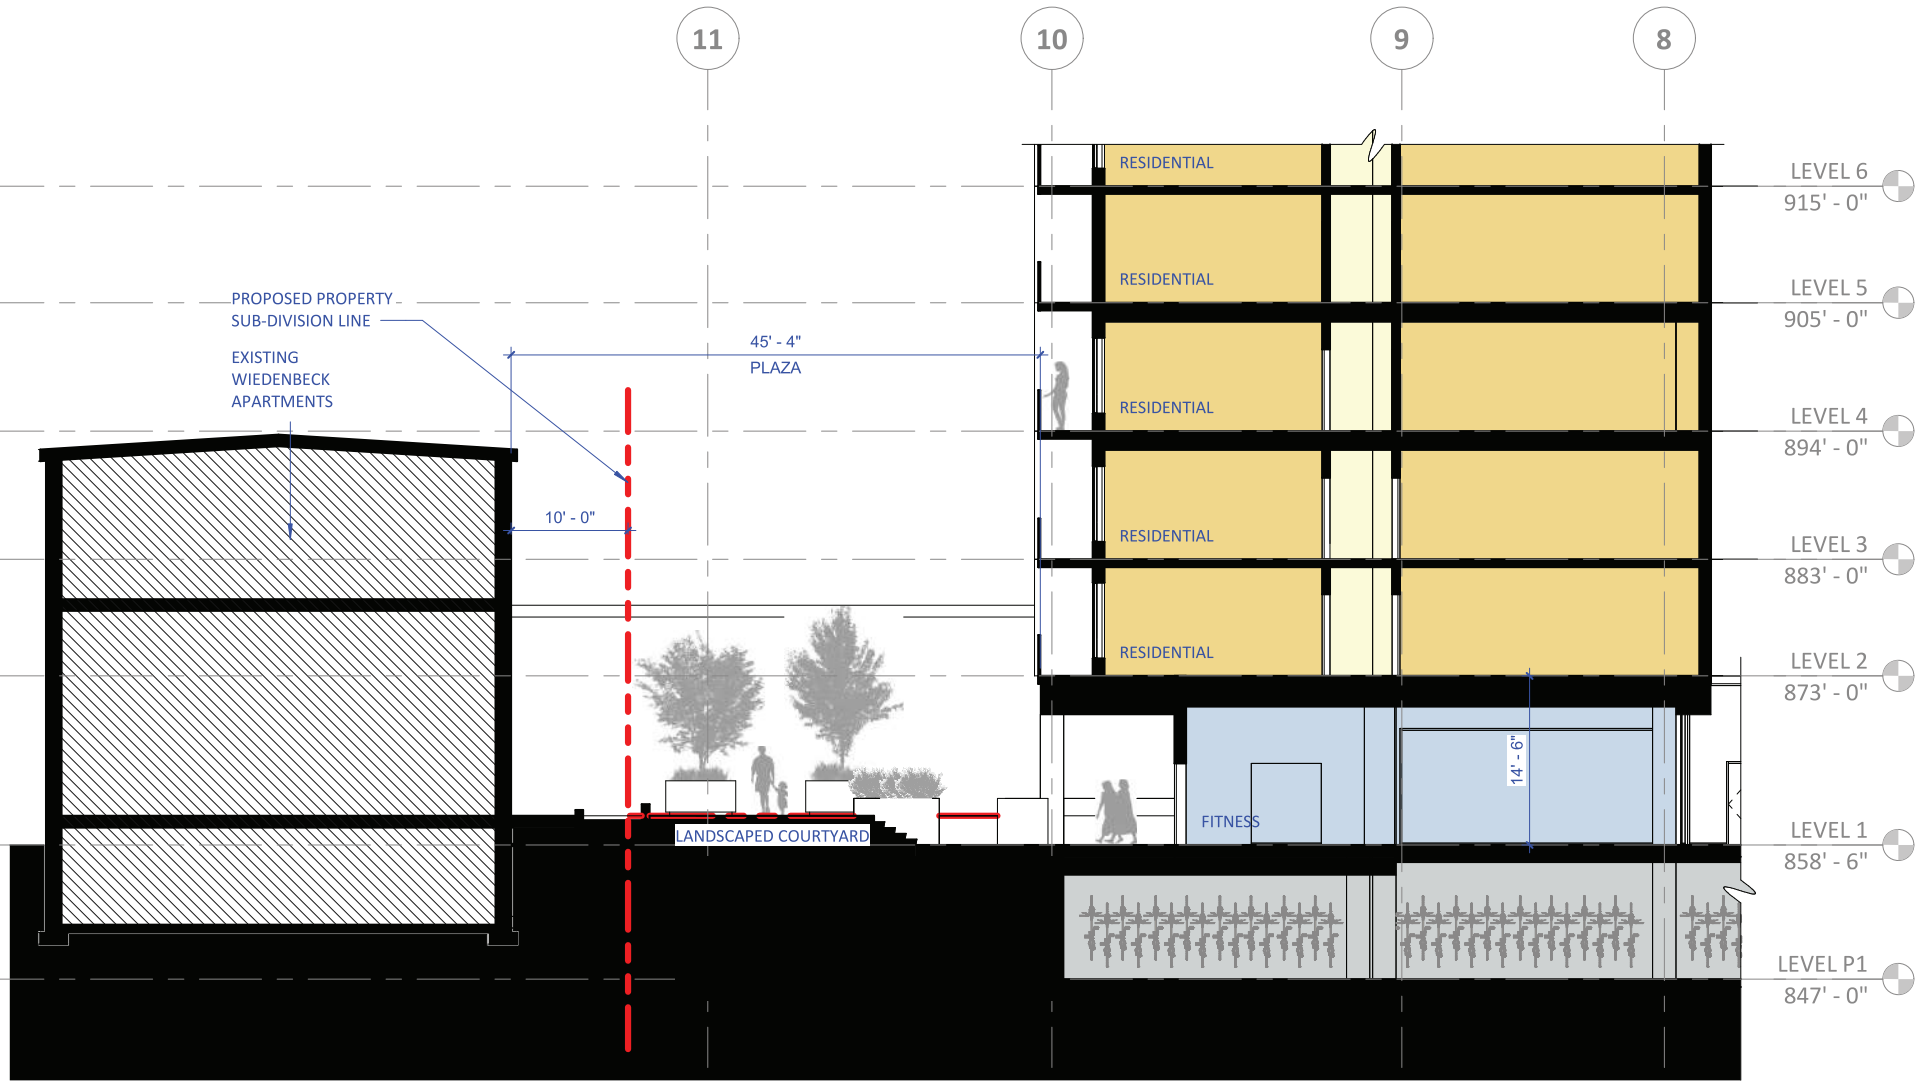 11
10
9
8
RESIDENTIAL
LEVEL 6
915' - 0"
RESIDENTIAL
LEVEL 5
905' - 0"
PROPOSED PROPERTY
SUB-DIVISION LINE
EXISTING
WIEDENBECK
APARTMENTS
45' - 4"
PLAZA
RESIDENTIAL
LEVEL 4
894' - 0"
10' - 0"
RESIDENTIAL
LEVEL 3
883' - 0"
RESIDENTIAL
LEVEL 2
873' - 0"
14' - 6"
FITNESS
LANDSCAPED COURTYARD
LEVEL 1
858' - 6"
LEVEL P1
847' - 0"